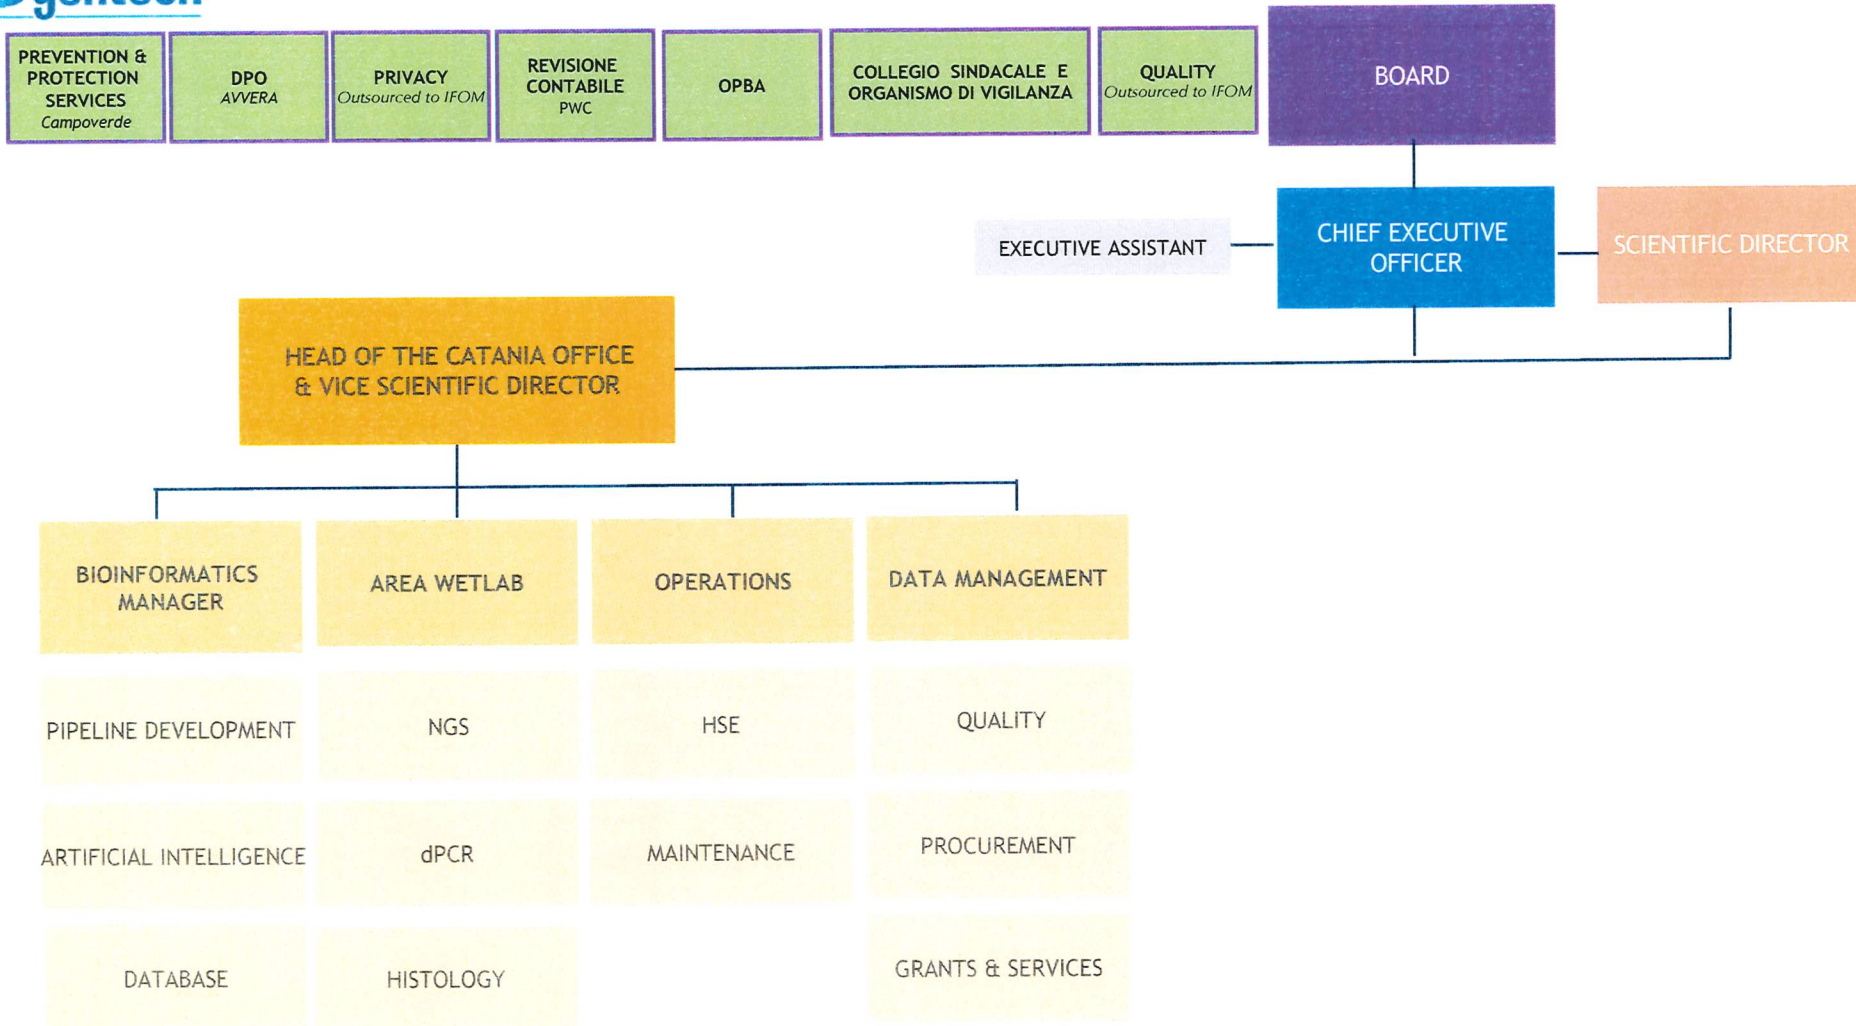 PREVENTION &
PROTECTION
SERVICES
Campoverde
DPO
AVVERA
PRIVACY
Outsourced to IFOM
REVISIONE
CONTABILE
PWC
OPBA
COLLEGIO SINDACALE E
ORGANISMO DI VIGILANZA
QUALITY
Outsourced to IFOM
BOARD
EXECUTIVE ASSISTANT
CHIEF EXECUTIVE
OFFICER
SCIENTIFIC DIRECTOR
HEAD OF THE CATANIA OFFICE
& VICE SCIENTIFIC DIRECTOR
BIOINFORMATICS
MANAGER
AREA WETLAB
OPERATIONS
DATA MANAGEMENT
PIPELINE DEVELOPMENT
NGS
HSE
QUALITY
ARTIFICIAL INTELLIGENCE
dPCR
MAINTENANCE
PROCUREMENT
DATABASE
HISTOLOGY
GRANTS & SERVICES